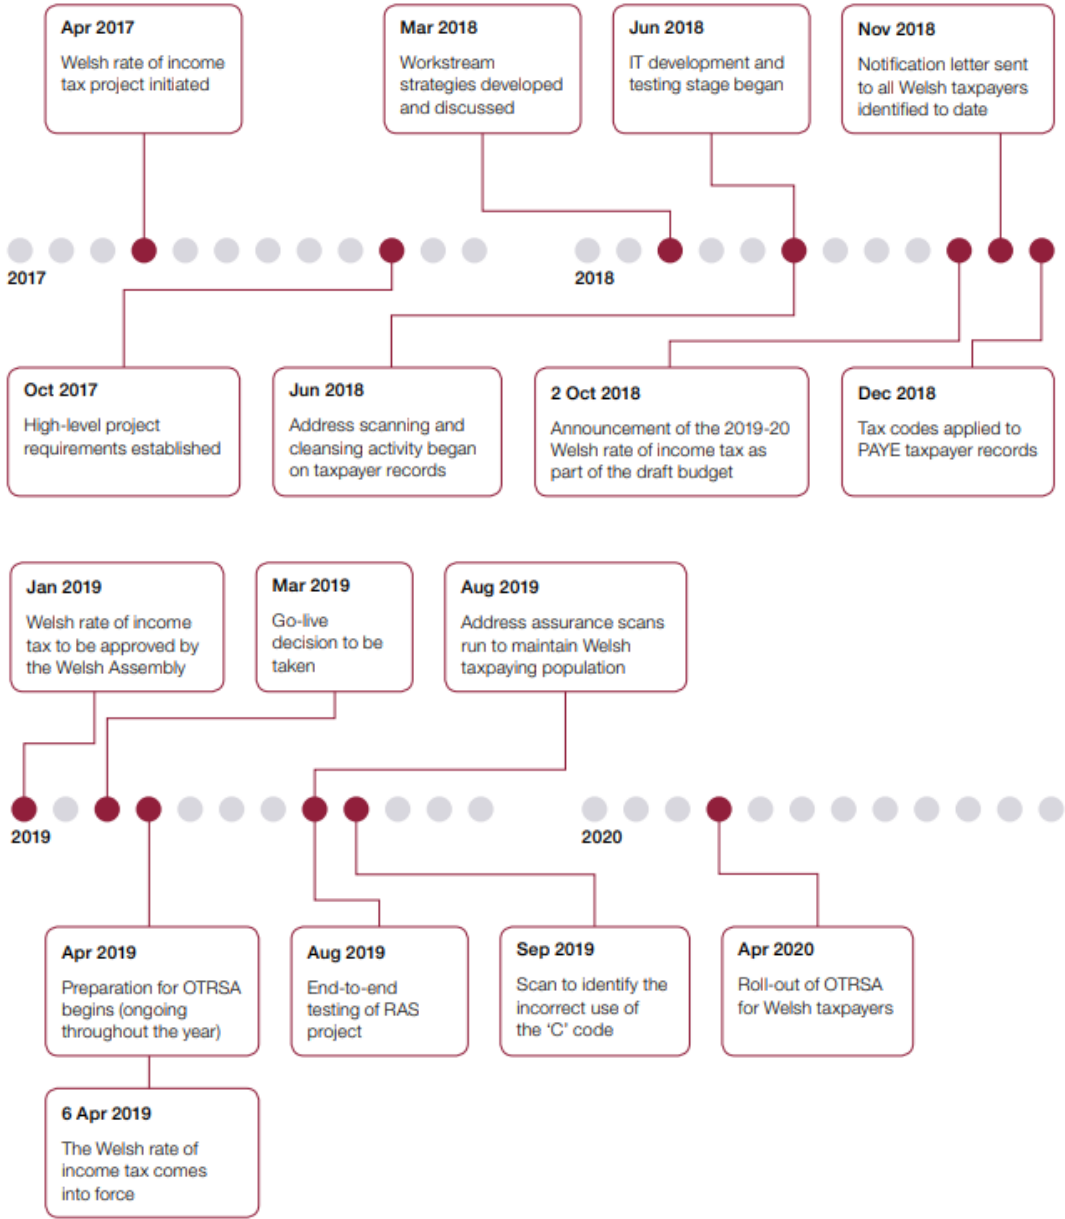 Apr 2017
Welsh rate of income
tax project initiated
Mar 2018
Workstream
strategies developed
and discussed
Jun 2018
IT development and
testing stage began
Nov 2018
Notification letter sent
to all Welsh taxpayers
identified to date
2017
2018
Oct 2017
High-level project
requirements established
Jun 2018
Address scanning and
cleansing activity began
on taxpayer records
2 Oct 2018
Announcement of the 2019-20
Welsh rate of income tax as
part of the draft budget
Dec 2018
Tax codes applied to
PAYE taxpayer records
Jan 2019
Welsh rate of income
tax to be approved by
the Welsh Assembly
Mar 2019
Go-live
decision to be
taken
Aug 2019
Address assurance scans
run to maintain Welsh
taxpaying population
2019
2020
Apr 2019
Preparation for OTRSA
begins (ongoing
throughout the year)
Aug 2019
End-to-end
testing of RAS
project
Sep 2019
Scan to identify the
incorrect use of
the ‘C’ code
Apr 2020
Roll-out of OTRSA
for Welsh taxpayers
6 Apr 2019
The Welsh rate of
income tax comes
into force